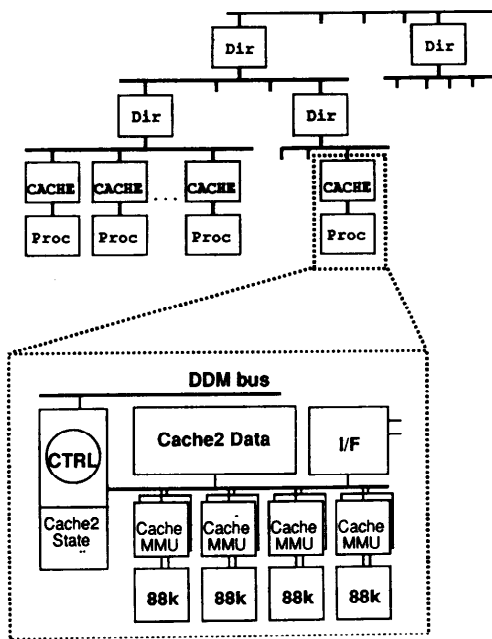 Dir Dir
Dir Dir
CACHE CACHE ... CACHE CACHE
Proc Proc Proc Proc
DDM bus
CTRL Cache2 Data I/F
Cache2 State
Cache MMU Cache MMU Cache MMU Cache MMU
88k 88k 88k 88k